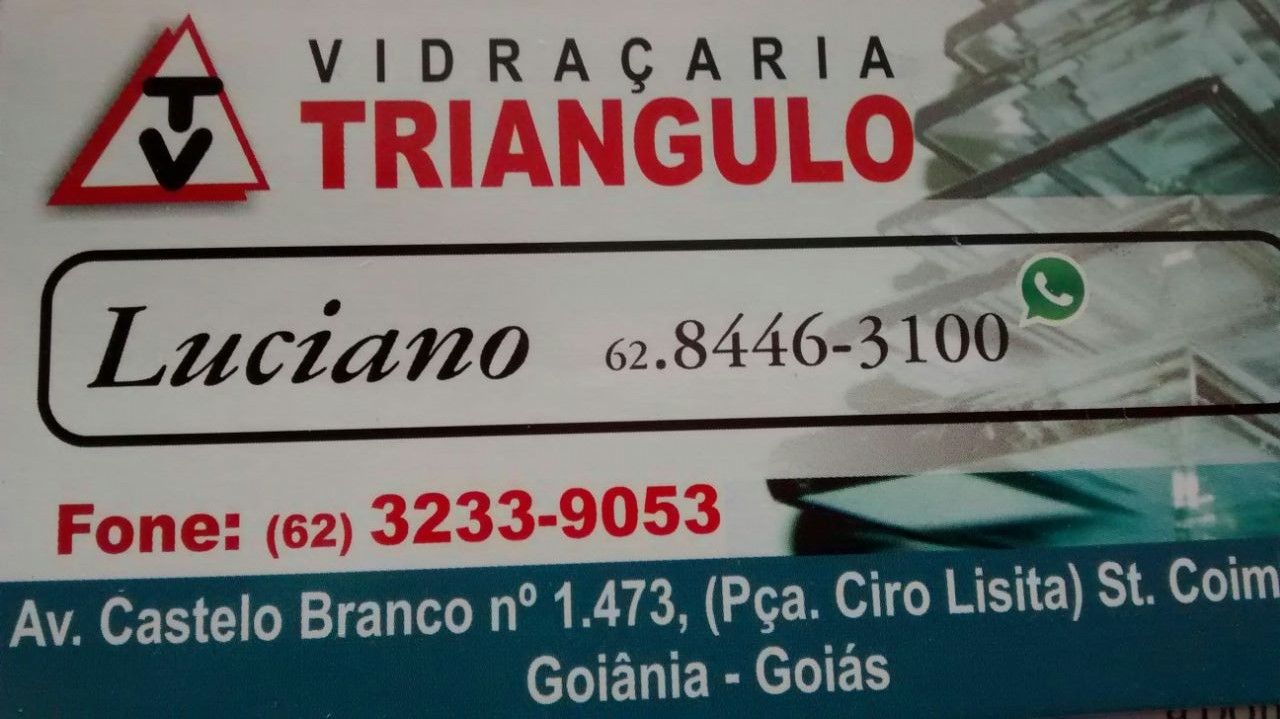 TV
VIDRAÇARIA
TRIANGULO
Luciano 62.8446-3100
Fone: (62) 3233-9053
Av. Castelo Branco nº 1.473, (Pça. Ciro Lisita) St. Coim
Goiânia - Goiás